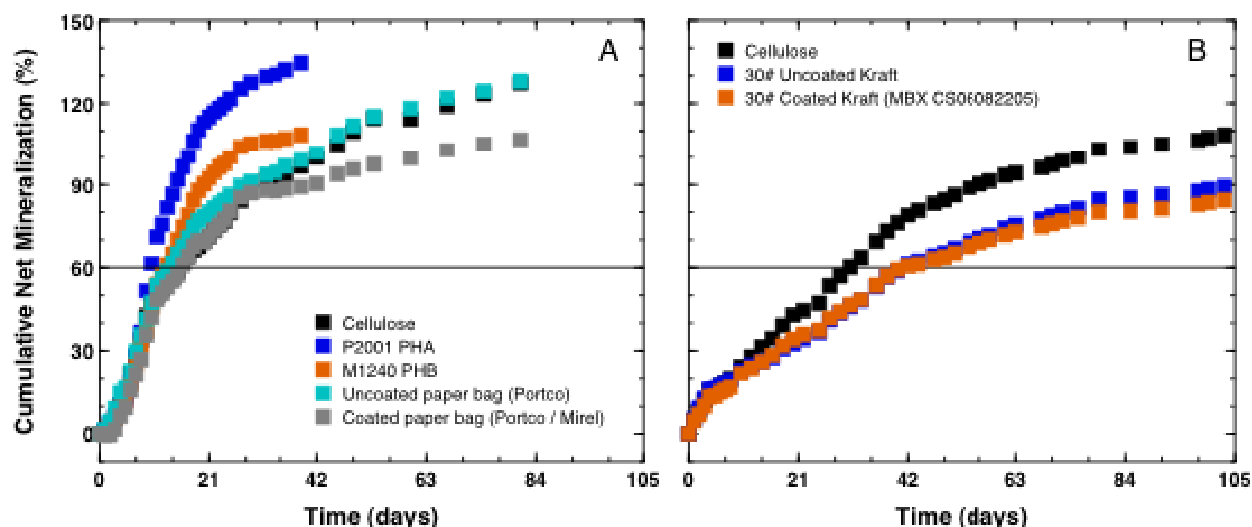 Cumulative Net Mineralization (%)
150
120
90
60
30
0
A
Cellulose
P2001 PHA
M1240 PHB
Uncoated paper bag (Portco)
Coated paper bag (Portco / Mirel)
0 21 42 63 84 105
Time (days)
B
Cellulose
30# Uncoated Kraft
30# Coated Kraft (MBX CS06082205)
0 21 42 63 84 105
Time (days)